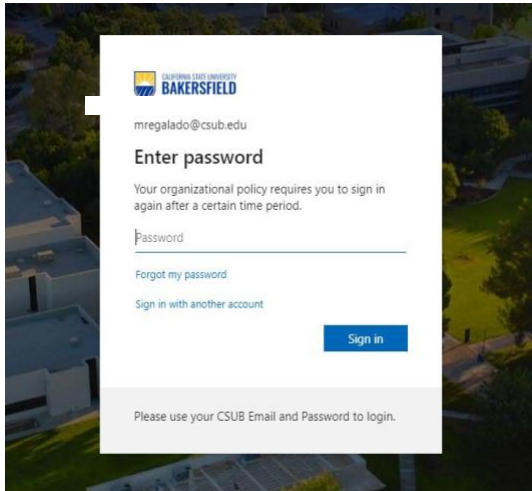 CALIFORNIA STATE UNIVERSITY
BAKERSFIELD
mregalado@csub.edu
Enter password
Your organizational policy requires you to sign in
again after a certain time period.
Password
Forgot my password
Sign in with another account
Sign in
Please use your CSUB Email and Password to login.